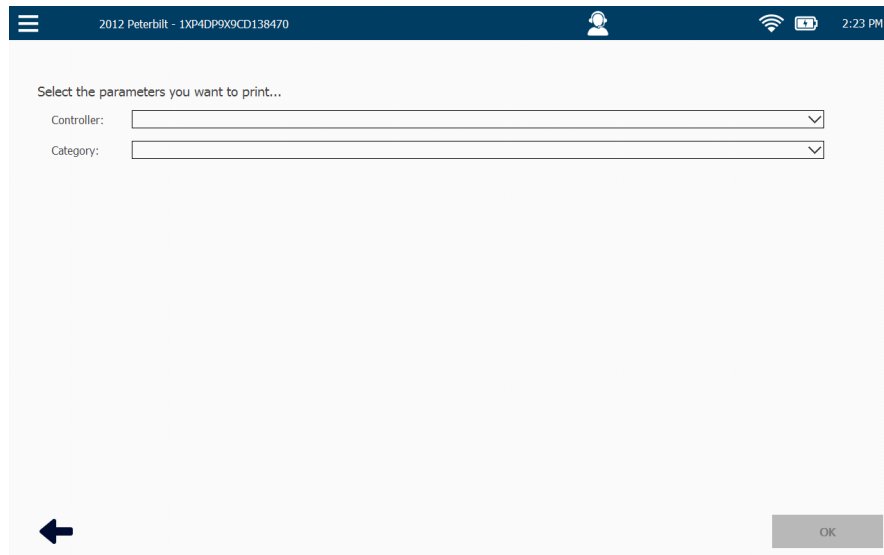 2012 Peterbilt - 1XP4DP9X9CD138470 2:23 PM
Select the parameters you want to print...
Controller:
Category:
OK